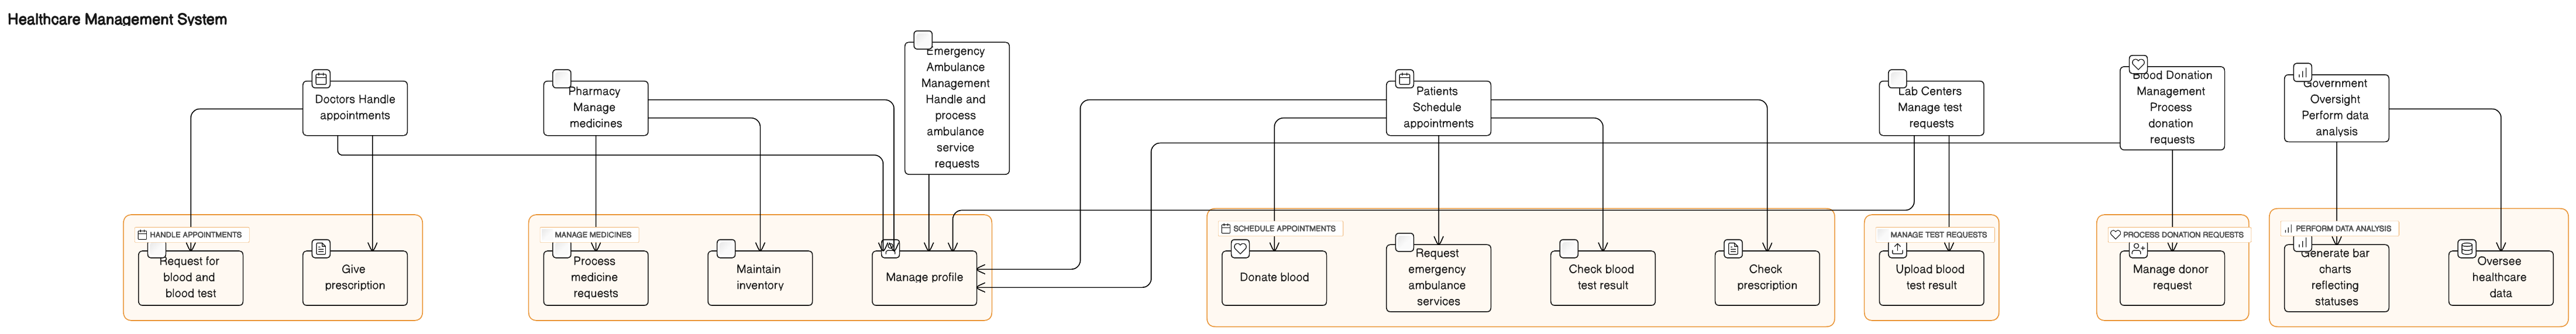 Healthcare Management System
Doctors Handle
appointments
Pharmacy
Manage
medicines
Emergency
Ambulance
Management
Handle and
process
ambulance
service
requests
Patients
Schedule
appointments
Lab Centers
Manage test
requests
Blood Donation
Management
Process
donation
requests
Government
Oversight
Perform data
analysis
HANDLE APPOINTMENTS
Request for
blood and
blood test
Give
prescription
MANAGE MEDICINES
Process
medicine
requests
Maintain
inventory
Manage profile
SCHEDULE APPOINTMENTS
Donate blood
Request
emergency
ambulance
services
Check blood
test result
Check
prescription
MANAGE TEST REQUESTS
Upload blood
test result
PROCESS DONATION REQUESTS
Manage donor
request
PERFORM DATA ANALYSIS
Generate bar
charts
reflecting
statuses
Oversee
healthcare
data